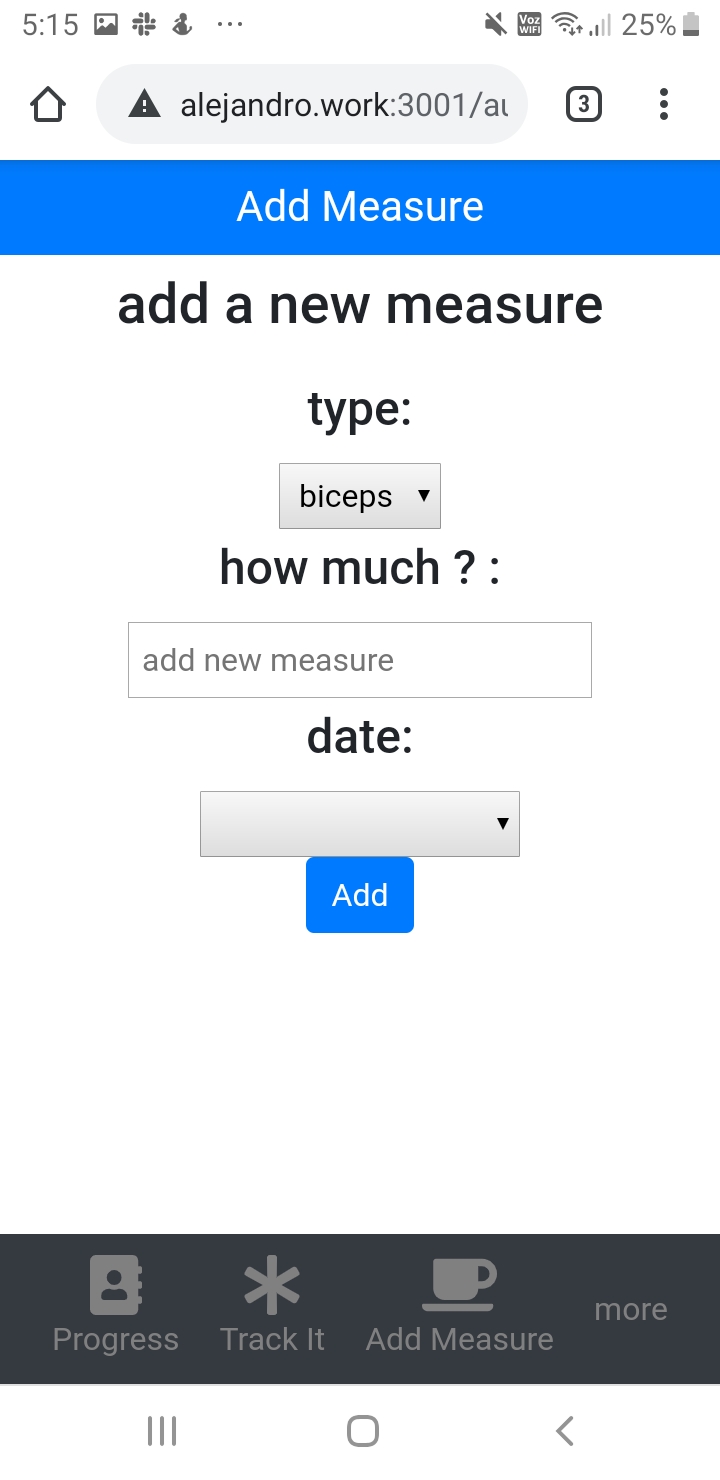 5:15 Voz WIFI 25%
alejandro.work:3001/au 3
Add Measure
add a new measure
type:
biceps
how much ? :
add new measure
date:
Add
Progress Track It Add Measure more